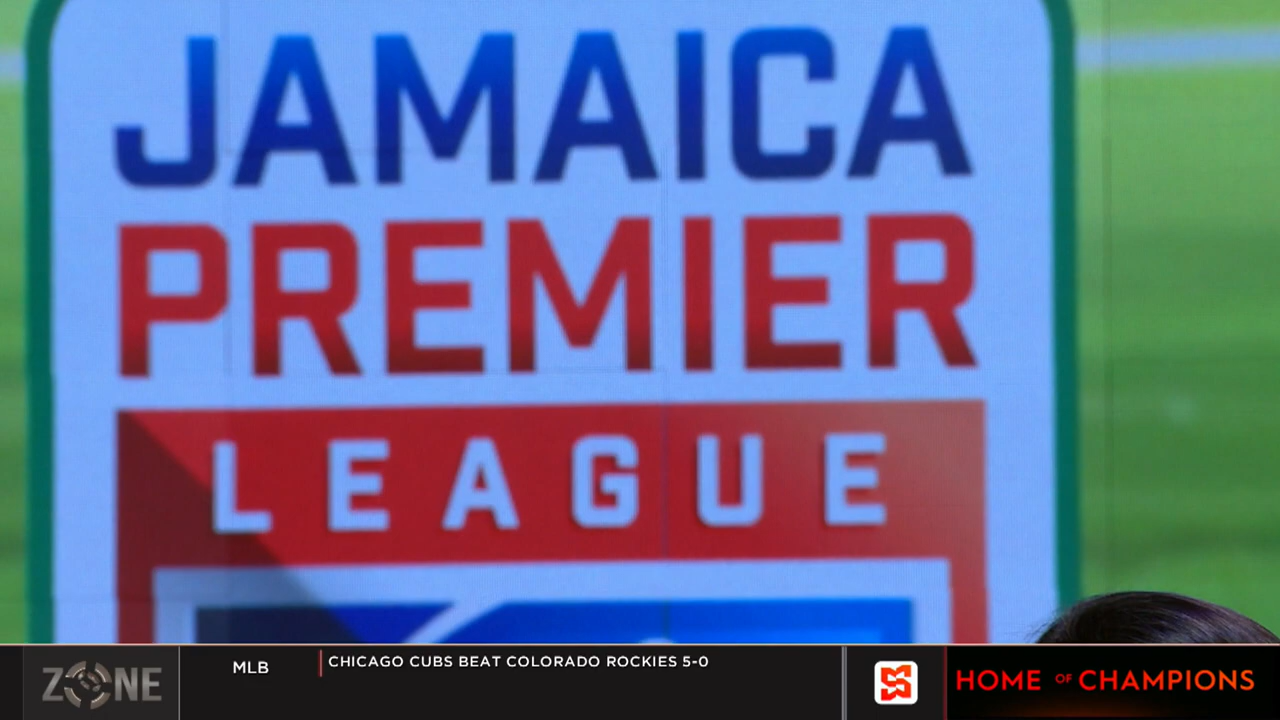 JAMAICA
PREMIER
LEAGUE
ZONE
MLB
CHICAGO CUBS BEAT COLORADO ROCKIES 5-0
HOME OF CHAMPIONS